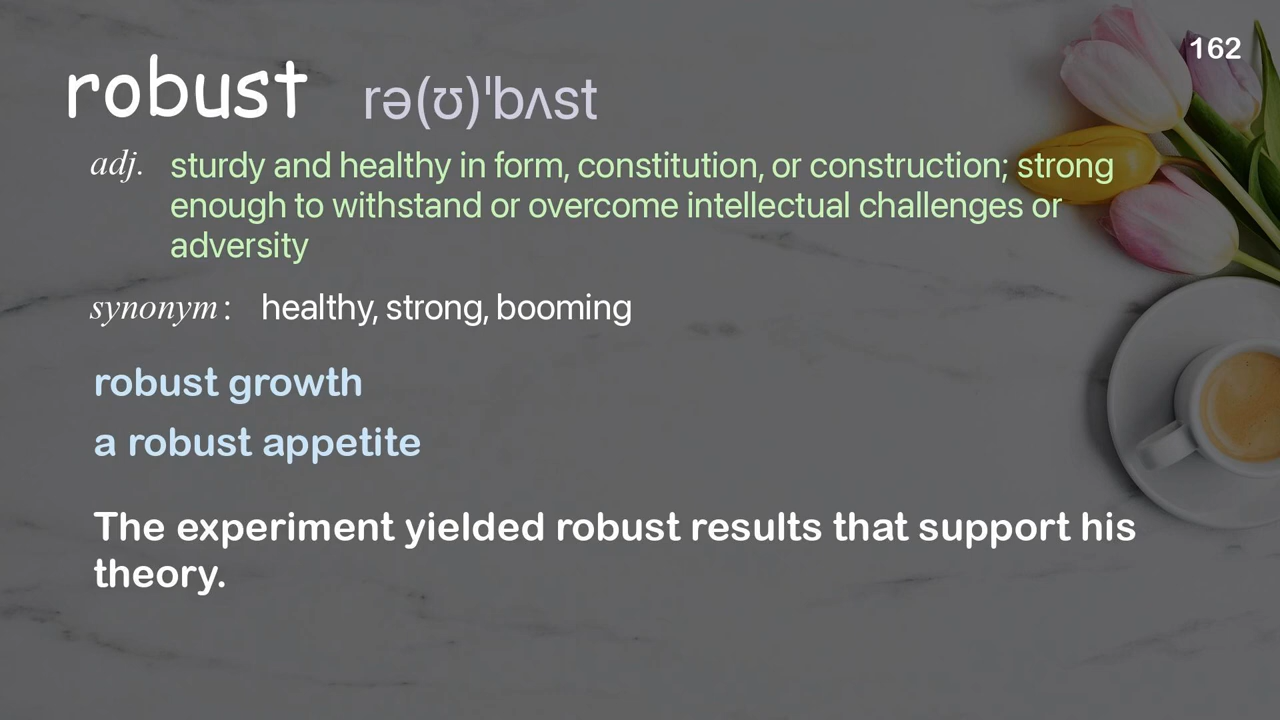 162
robust rə(ʊ)ˈbʌst
adj. sturdy and healthy in form, constitution, or construction; strong
enough to withstand or overcome intellectual challenges or
adversity
synonym: healthy, strong, booming
robust growth
a robust appetite
The experiment yielded robust results that support his
theory.